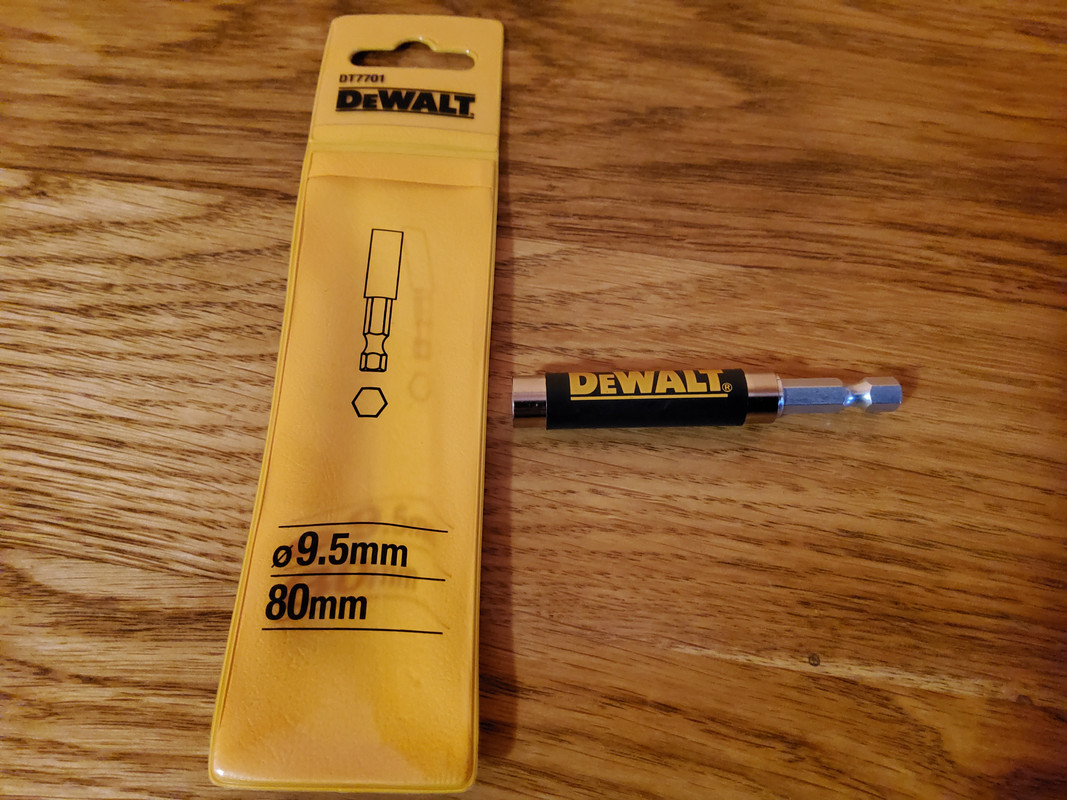 DT7701
DEWALT
ø9.5mm
80mm
DEWALT®